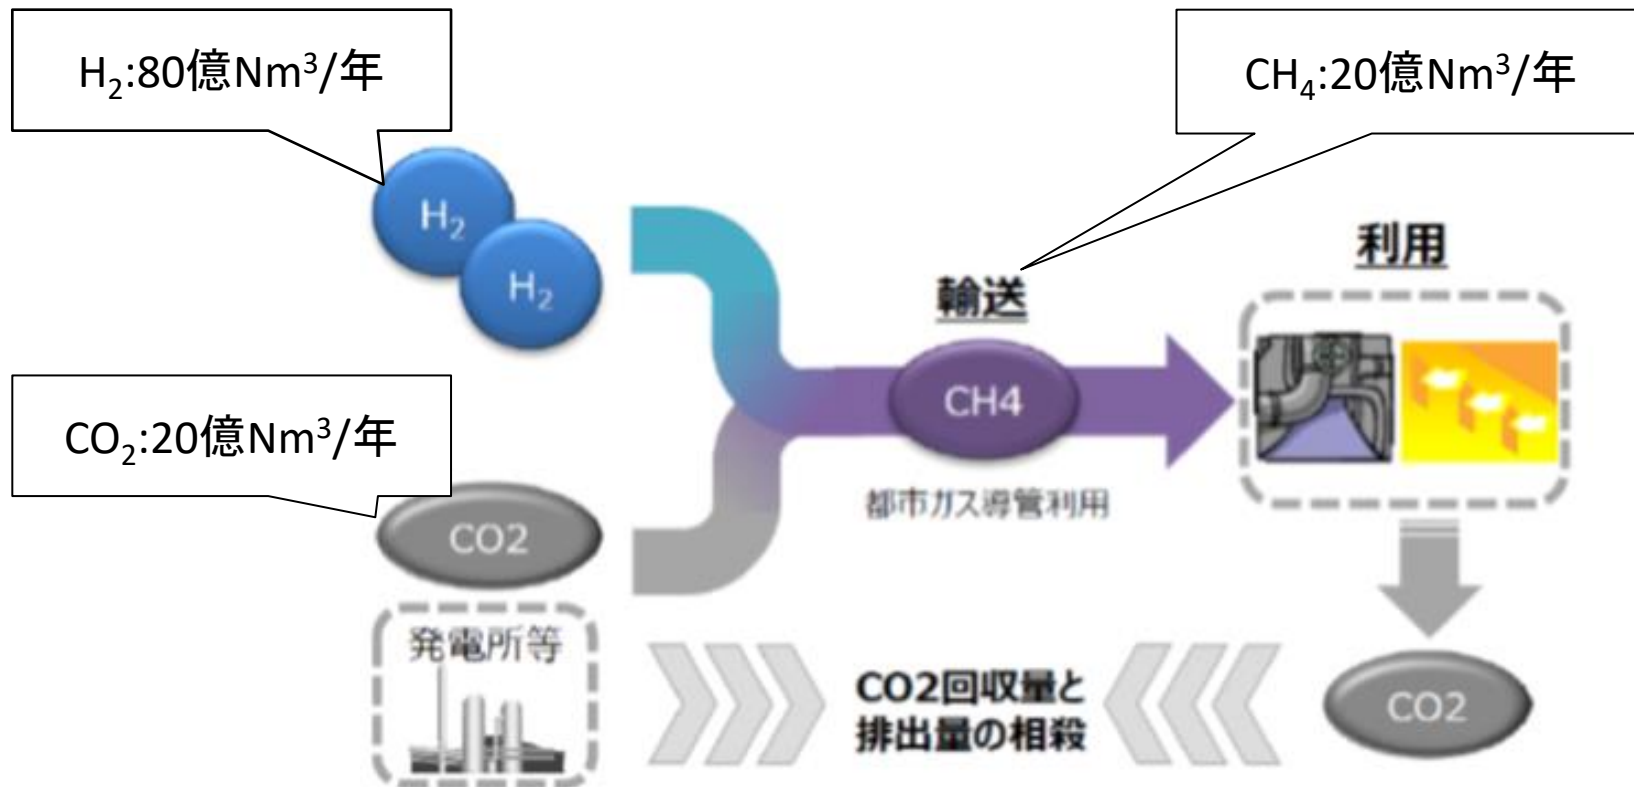 H₂:80億Nm³/年
CH₄:20億Nm³/年
H₂
H₂
利用
輸送
CH4
都市ガス導管利用
CO₂:20億Nm³/年
CO2
発電所等
CO2回収量と
排出量の相殺
CO2